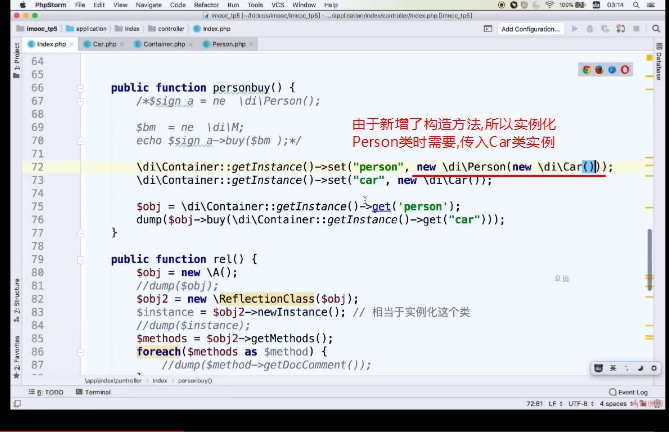 PhpStorm File Edit View Navigate Code Refactor Run Tools VCS Window Help 100% 03:14
imooc_tp5 [~/htdocs/imooc/imooc_tp5] - .../application/index/controller/Index.php [imooc_tp5]
imooc_tp5 application index controller Index.php Add Configuration...
Index.php Car.php Container.php Person.php
1: Project
Database
64
65
66 public function personbuy() {
67 /*$sign_a = ne \di\Person();
68
69 $bm = ne \di\M;
70 echo $sign_a->buy($bm );*/
由于新增了构造方法,所以实例化
Person类时需要,传入Car类实例
71
72 \di\Container::getInstance()->set("person", new \di\Person(new \di\Car()));
73 \di\Container::getInstance()->set("car", new \di\Car());
74
75 $obj = \di\Container::getInstance()->get('person');
76 dump($obj->buy(\di\Container::getInstance()->get("car")));
77 }
78
79 public function rel() {
80 $obj = new \A();
81 //dump($obj);
82 $obj2 = new \ReflectionClass($obj);
83 $instance = $obj2->newInstance(); // 相当于实例化这个类
84 //dump($instance);
85 $methods = $obj2->getMethods();
86 foreach($methods as $method) {
87 //dump($method->getDocComment());
7: Structure
2: Favorites
英
\app\index\controller Index personbuy()
6: TODO Terminal Event Log
72:81 LF UTF-8 4 spaces